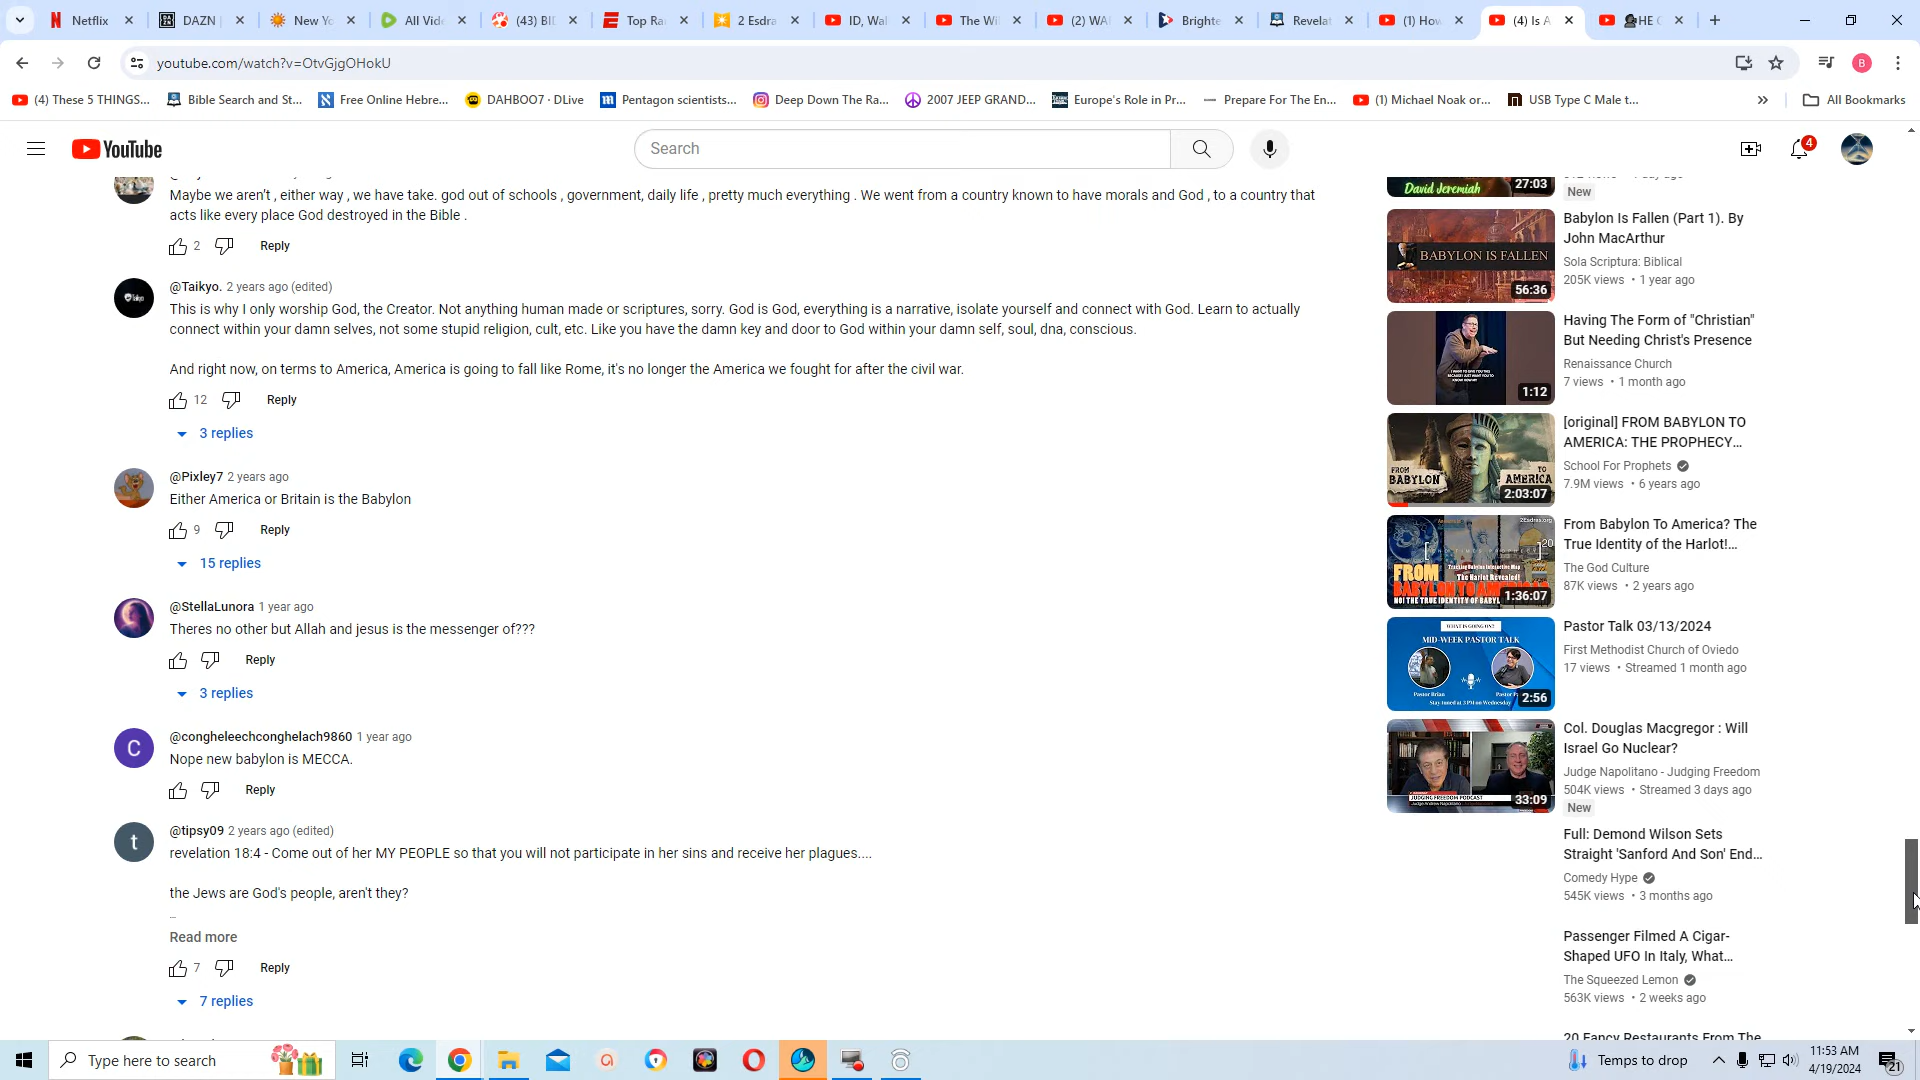 Netflix
DAZN
New Yo
All Vide
(43) BI
Top Ra
2 Esdra
ID, Wal
The Wi
(2) WA
Brighte
Revelat
(1) How
(4) Is A
HE
youtube.com/watch?v=OtvGjgOHokU
B
(4) These 5 THINGS...
Bible Search and St...
Free Online Hebre...
DAHBOO7 · DLive
Pentagon scientists...
Deep Down The Ra...
2007 JEEP GRAND...
Europe's Role in Pr...
Prepare For The En...
(1) Michael Noak or...
USB Type C Male t...
All Bookmarks
YouTube
Search
4
Maybe we aren't , either way , we have take. god out of schools , government, daily life , pretty much everything . We went from a country known to have morals and God , to a country that
acts like every place God destroyed in the Bible .
2 Reply
@Taikyo. 2 years ago (edited)
This is why I only worship God, the Creator. Not anything human made or scriptures, sorry. God is God, everything is a narrative, isolate yourself and connect with God. Learn to actually
connect within your damn selves, not some stupid religion, cult, etc. Like you have the damn key and door to God within your damn self, soul, dna, conscious.
And right now, on terms to America, America is going to fall like Rome, it's no longer the America we fought for after the civil war.
12 Reply
3 replies
@Pixley7 2 years ago
Either America or Britain is the Babylon
9 Reply
15 replies
@StellaLunora 1 year ago
Theres no other but Allah and jesus is the messenger of???
Reply
3 replies
C
@congheleechconghelach9860 1 year ago
Nope new babylon is MECCA.
Reply
t
@tipsy09 2 years ago (edited)
revelation 18:4 - Come out of her MY PEOPLE so that you will not participate in her sins and receive her plagues....
the Jews are God's people, aren't they?
...
Read more
7 Reply
7 replies
David Jeremiah
27:03
New
BABYLON IS FALLEN
56:36
Babylon Is Fallen (Part 1). By
John MacArthur
Sola Scriptura: Biblical
205K views • 1 year ago
1:12
Having The Form of "Christian"
But Needing Christ's Presence
Renaissance Church
7 views • 1 month ago
FROM
BABYLON
TO
AMERICA
2:03:07
[original] FROM BABYLON TO
AMERICA: THE PROPHECY...
School For Prophets
7.9M views • 6 years ago
2Esdras.org
The Harlot Revealed!
FROM
1:36:07
From Babylon To America? The
True Identity of the Harlot!...
The God Culture
87K views • 2 years ago
WHAT IS GOING ON?
MID-WEEK PASTOR TALK
Pastor Brian
Stay tuned at 3 PM on Wednesday
2:56
Pastor Talk 03/13/2024
First Methodist Church of Oviedo
17 views • Streamed 1 month ago
JUDGING FREEDOM PODCAST
33:09
Col. Douglas Macgregor : Will
Israel Go Nuclear?
Judge Napolitano - Judging Freedom
504K views • Streamed 3 days ago
New
Full: Demond Wilson Sets
Straight 'Sanford And Son' End...
Comedy Hype
545K views • 3 months ago
Passenger Filmed A Cigar-
Shaped UFO In Italy, What...
The Squeezed Lemon
563K views • 2 weeks ago
20 Fancy Restaurants From The
Type here to search
Temps to drop
11:53 AM
4/19/2024
21